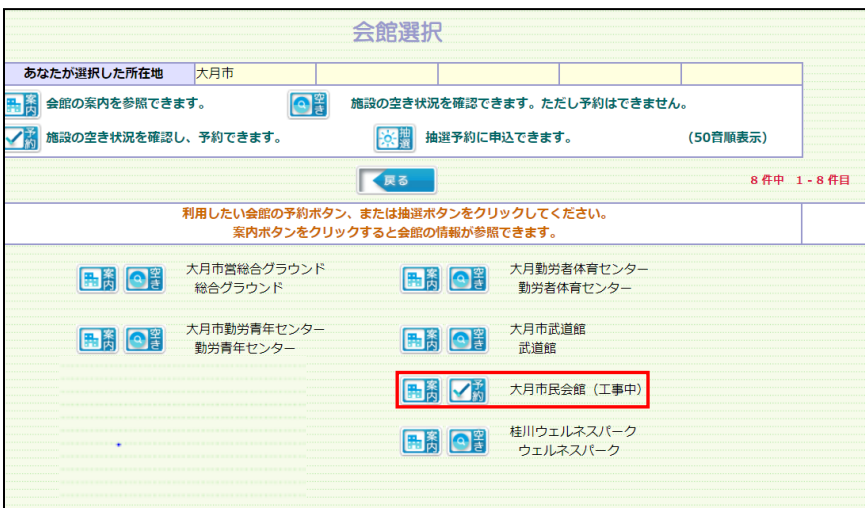 会館選択
あなたが選択した所在地 大月市
案内 会館の案内を参照できます。 空き 施設の空き状況を確認できます。ただし予約はできません。
予約 施設の空き状況を確認し、予約できます。 抽選 抽選予約に申込できます。 (50音順表示)
戻る 8件中 1-8件目
利用したい会館の予約ボタン、または抽選ボタンをクリックしてください。
案内ボタンをクリックすると会館の情報が参照できます。
案内 空き 大月市営総合グラウンド
総合グラウンド
案内 空き 大月勤労者体育センター
勤労者体育センター
案内 空き 大月市勤労青年センター
勤労青年センター
案内 空き 大月市武道館
武道館
案内 予約 大月市民会館(工事中)
案内 空き 桂川ウェルネスパーク
ウェルネスパーク